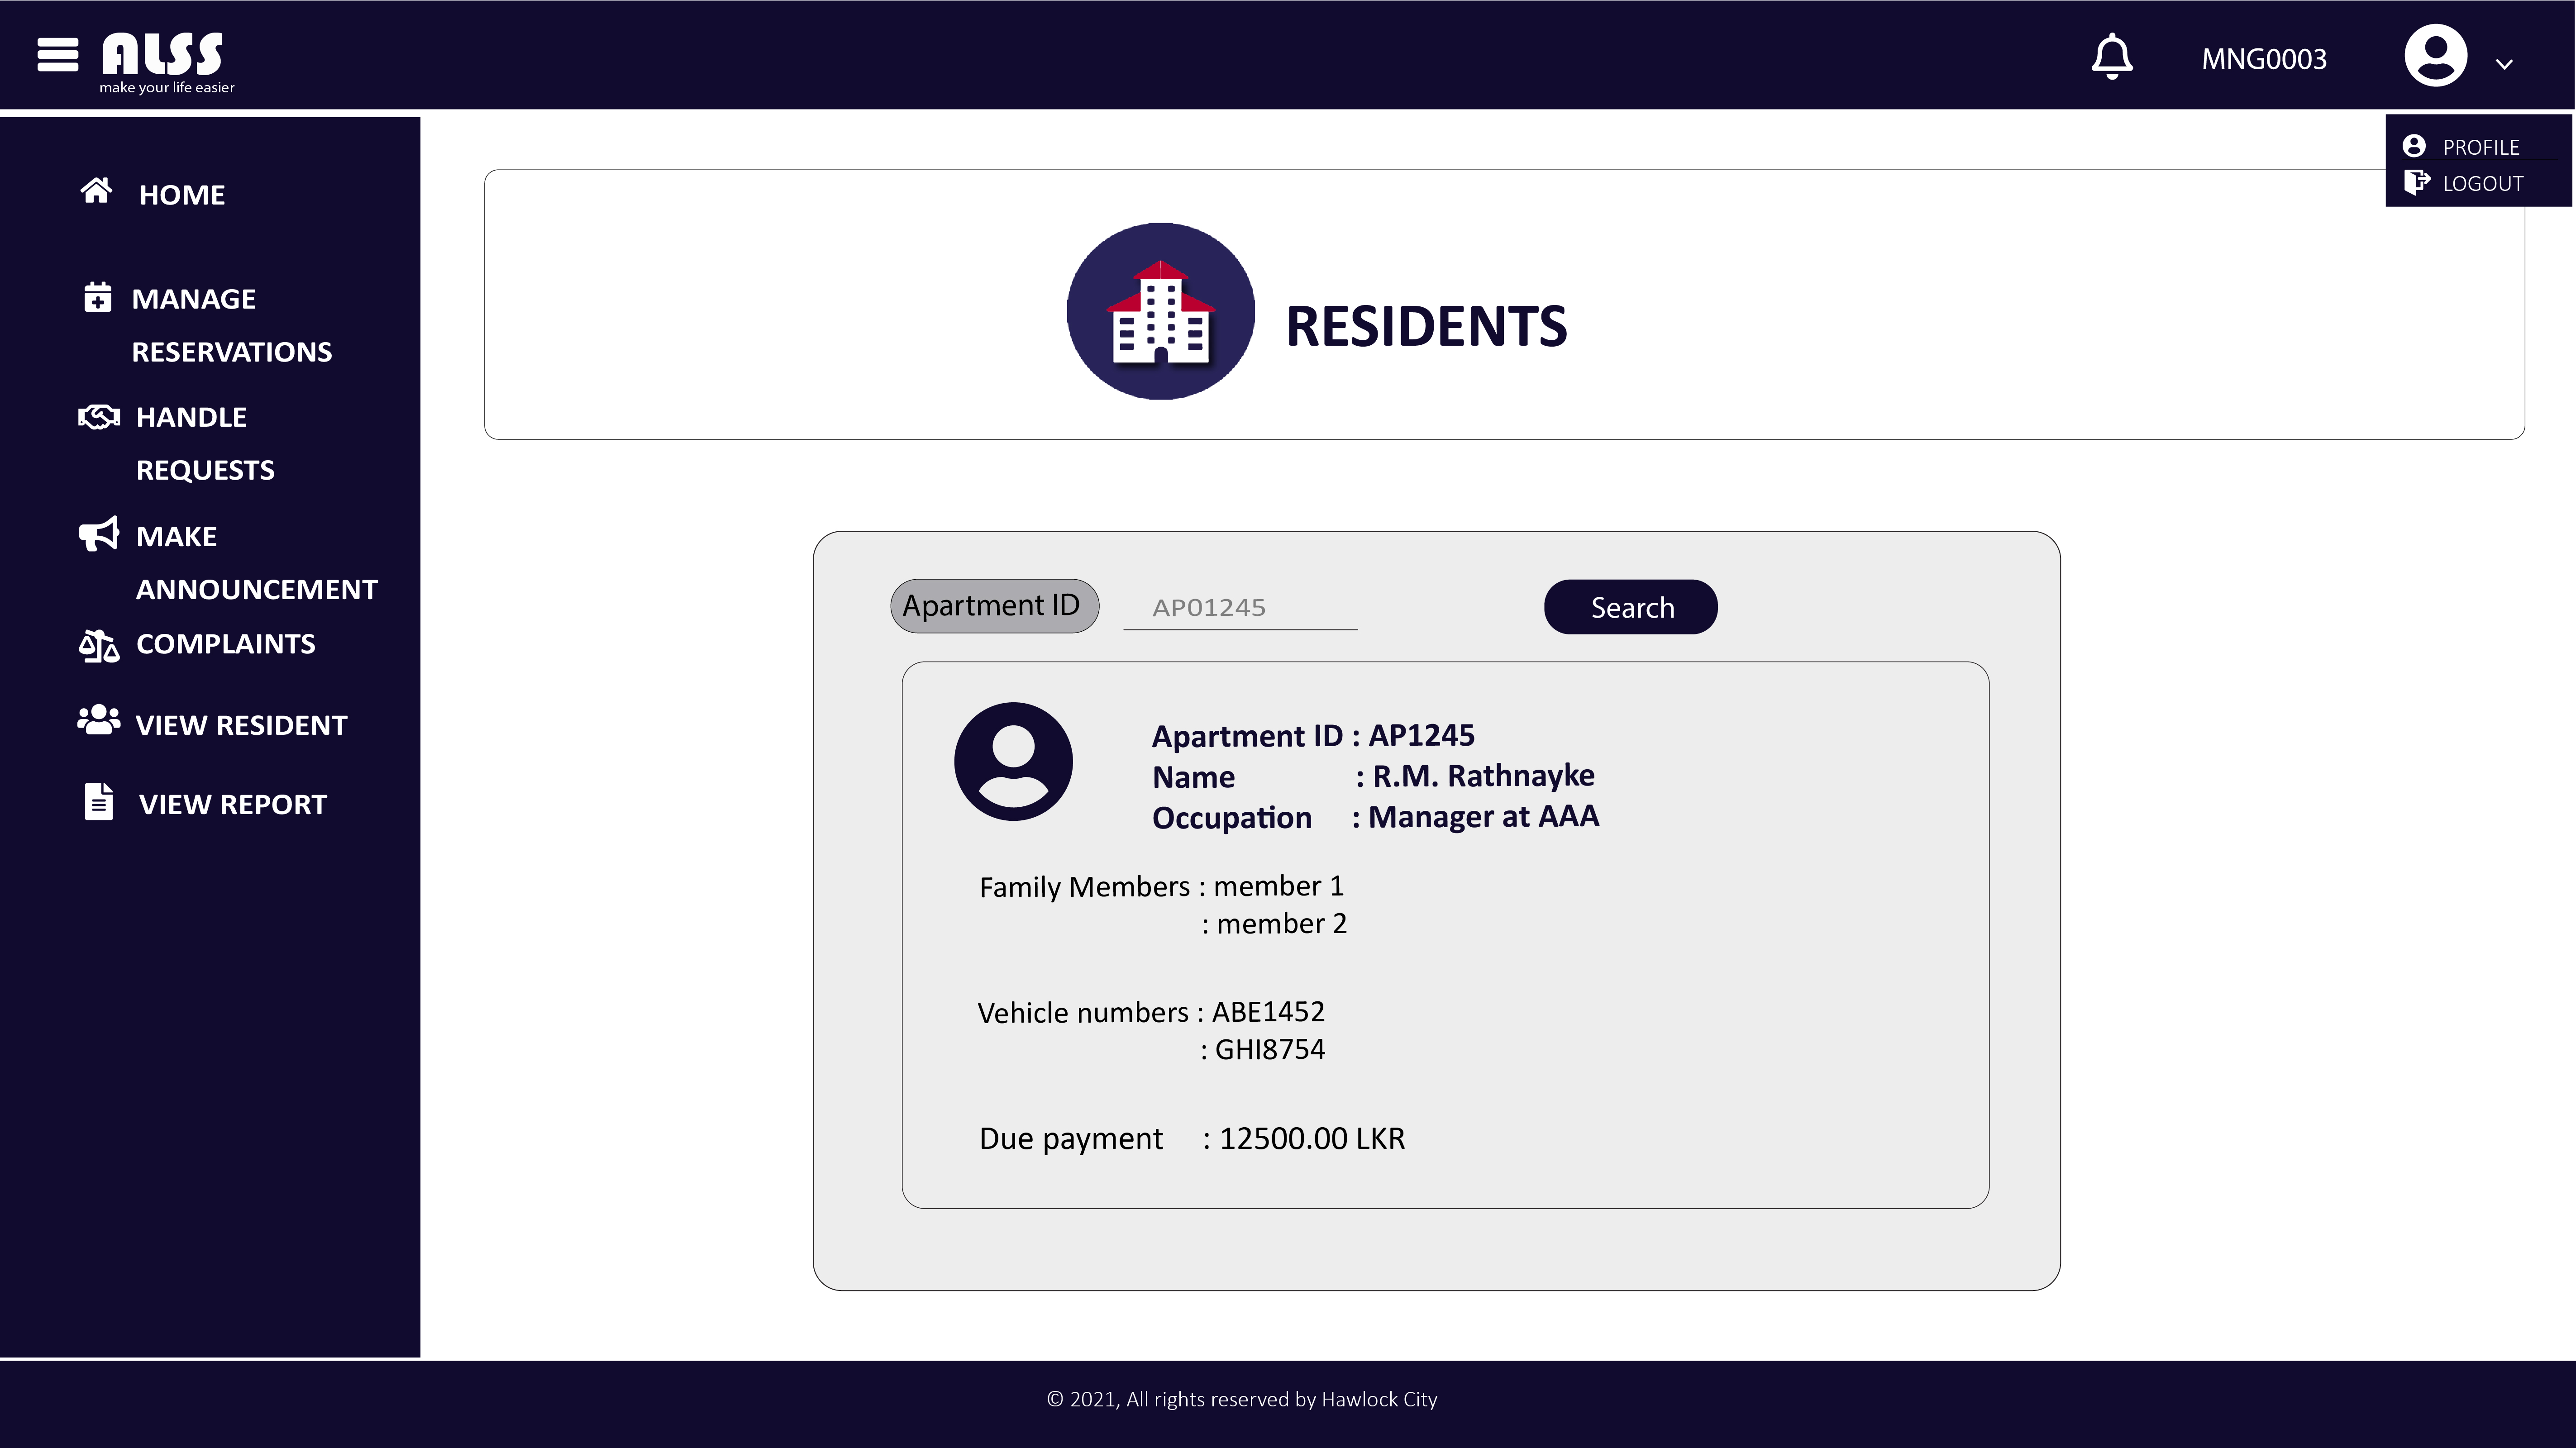 ALSS
make your life easier
MNG0003
PROFILE
LOGOUT
HOME
MANAGE
RESERVATIONS
HANDLE
REQUESTS
MAKE
ANNOUNCEMENT
COMPLAINTS
VIEW RESIDENT
VIEW REPORT
RESIDENTS
Apartment ID AP01245 Search
Apartment ID : AP1245
Name : R.M. Rathnayke
Occupation : Manager at AAA
Family Members : member 1
: member 2
Vehicle numbers : ABE1452
: GHI8754
Due payment : 12500.00 LKR
© 2021, All rights reserved by Hawlock City